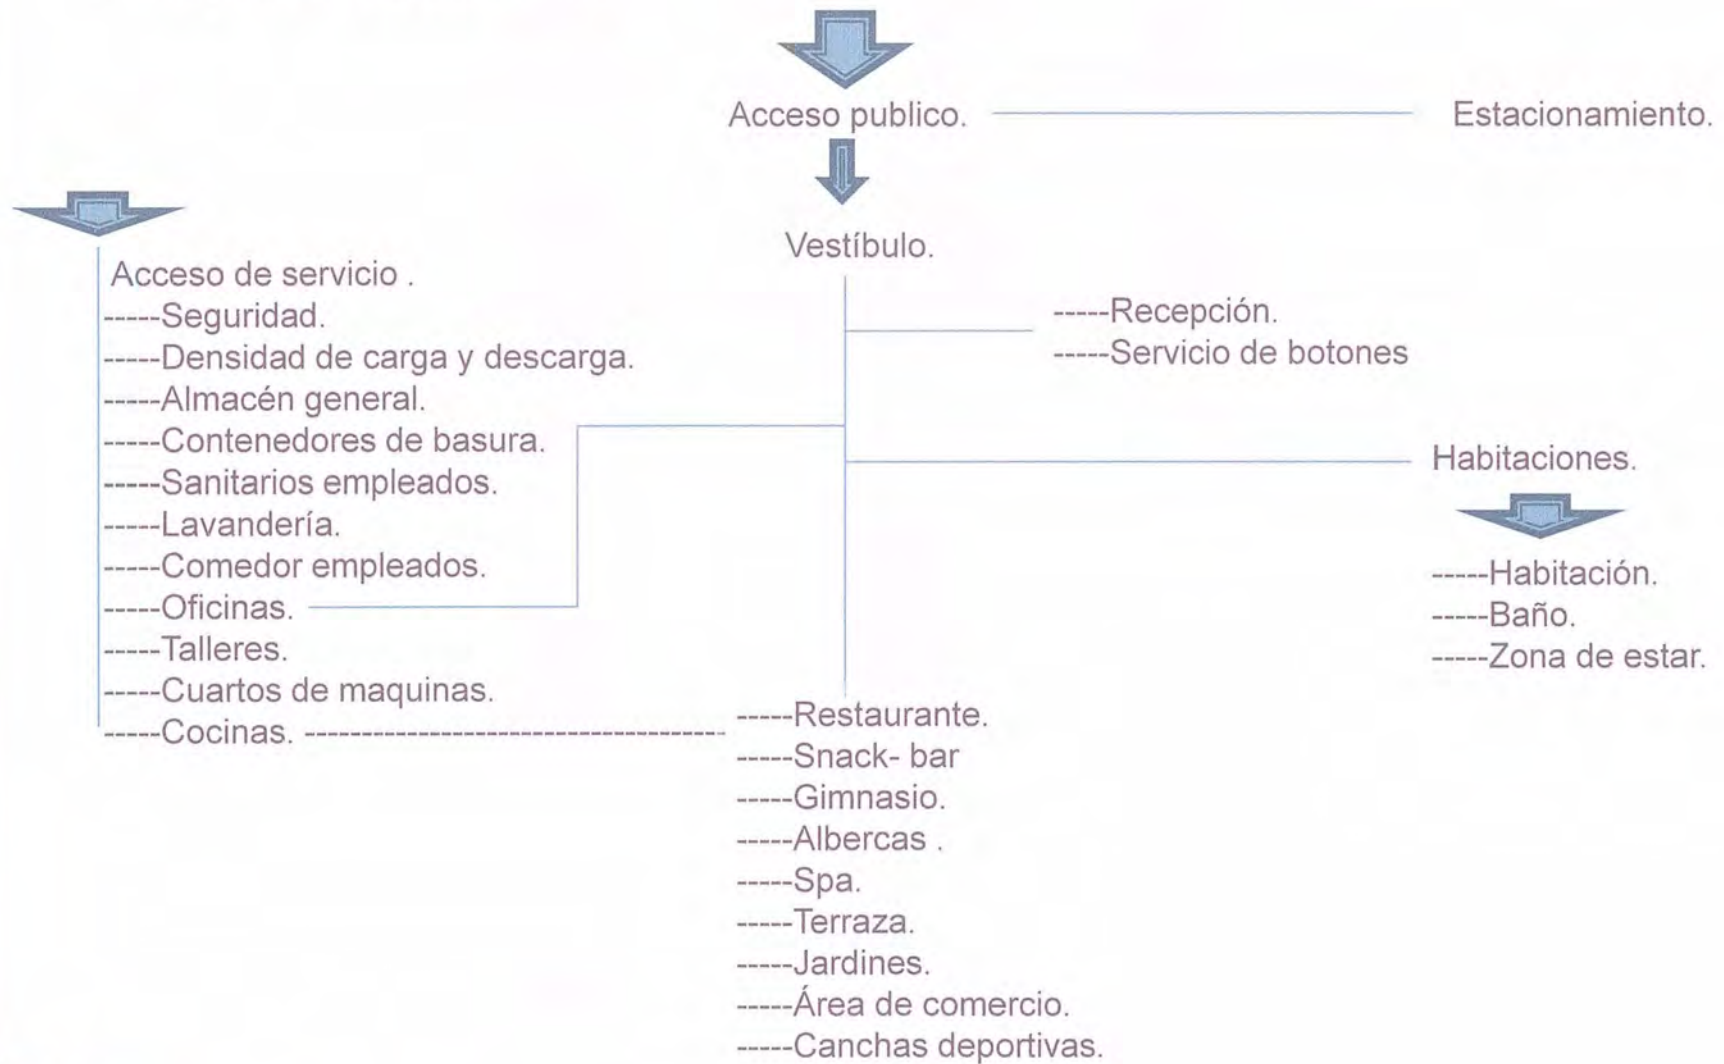 Acceso publico.
Estacionamiento.
Vestíbulo.
Acceso de servicio .
-----Seguridad.
-----Densidad de carga y descarga.
-----Almacén general.
-----Contenedores de basura.
-----Sanitarios empleados.
-----Lavandería.
-----Comedor empleados.
-----Oficinas.
-----Talleres.
-----Cuartos de maquinas.
-----Cocinas.
-----Recepción.
-----Servicio de botones
Habitaciones.
-----Habitación.
-----Baño.
-----Zona de estar.
-----Restaurante.
-----Snack- bar
-----Gimnasio.
-----Albercas .
-----Spa.
-----Terraza.
-----Jardines.
-----Área de comercio.
-----Canchas deportivas.